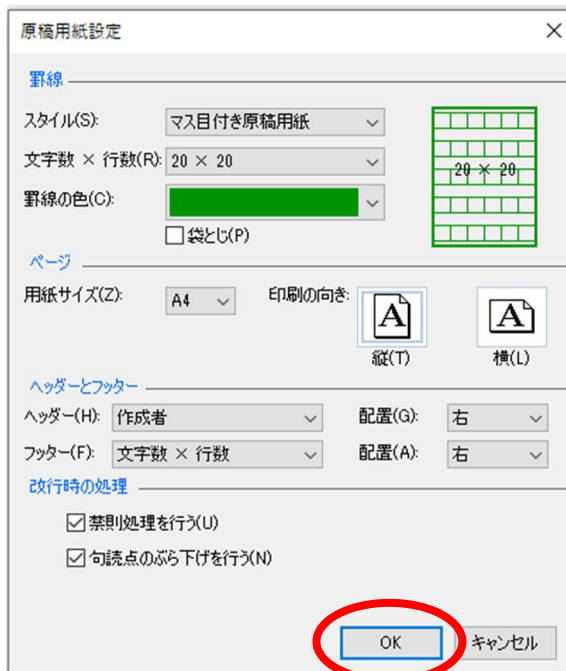 原稿用紙設定
罫線
スタイル(S): マス目付き原稿用紙
文字数 × 行数(R): 20 × 20
20 × 20
罫線の色(C):
袋とじ(P)
ページ
用紙サイズ(Z): A4 印刷の向き: A A
縦(T) 横(L)
ヘッダーとフッター
ヘッダー(H): 作成者 配置(G): 右
フッター(F): 文字数 × 行数 配置(A): 右
改行時の処理
禁則処理を行う(U)
句読点のぶら下げを行う(N)
OK キャンセル